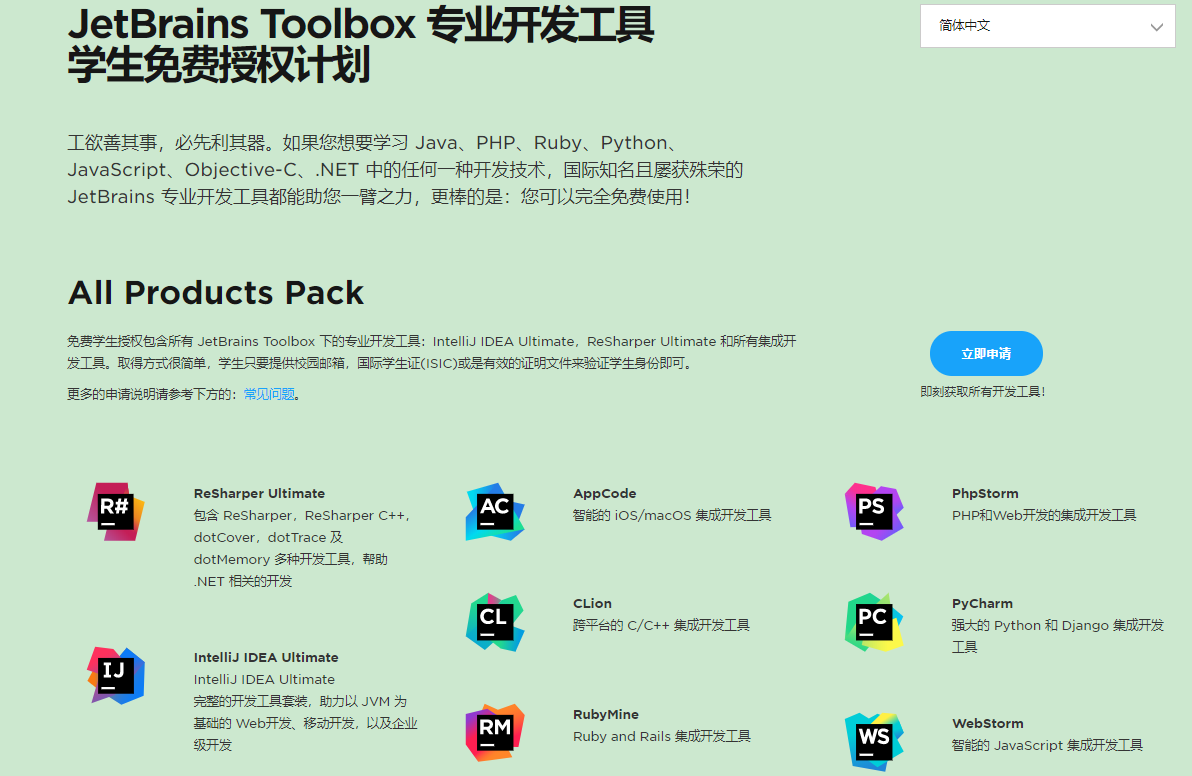 JetBrains Toolbox 专业开发工具
学生免费授权计划
简体中文
工欲善其事，必先利其器。如果您想要学习 Java、PHP、Ruby、Python、
JavaScript、Objective-C、.NET 中的任何一种开发技术，国际知名且屡获殊荣的
JetBrains 专业开发工具都能助您一臂之力，更棒的是：您可以完全免费使用！
All Products Pack
免费学生授权包含所有 JetBrains Toolbox 下的专业开发工具：IntelliJ IDEA Ultimate，ReSharper Ultimate 和所有集成开
发工具。取得方式很简单，学生只要提供校园邮箱，国际学生证(ISIC)或是有效的证明文件来验证学生身份即可。
更多的申请说明请参考下方的：常见问题。
立即申请
即刻获取所有开发工具！
R#
ReSharper Ultimate
包含 ReSharper，ReSharper C++，
dotCover，dotTrace 及
dotMemory 多种开发工具，帮助
.NET 相关的开发
IJ
IntelliJ IDEA Ultimate
IntelliJ IDEA Ultimate
完整的开发工具套装，助力以 JVM 为
基础的 Web开发、移动开发，以及企业
级开发
AC
AppCode
智能的 iOS/macOS 集成开发工具
CL
CLion
跨平台的 C/C++ 集成开发工具
RM
RubyMine
Ruby and Rails 集成开发工具
PS
PhpStorm
PHP和Web开发的集成开发工具
PC
PyCharm
强大的 Python 和 Django 集成开发
工具
WS
WebStorm
智能的 JavaScript 集成开发工具